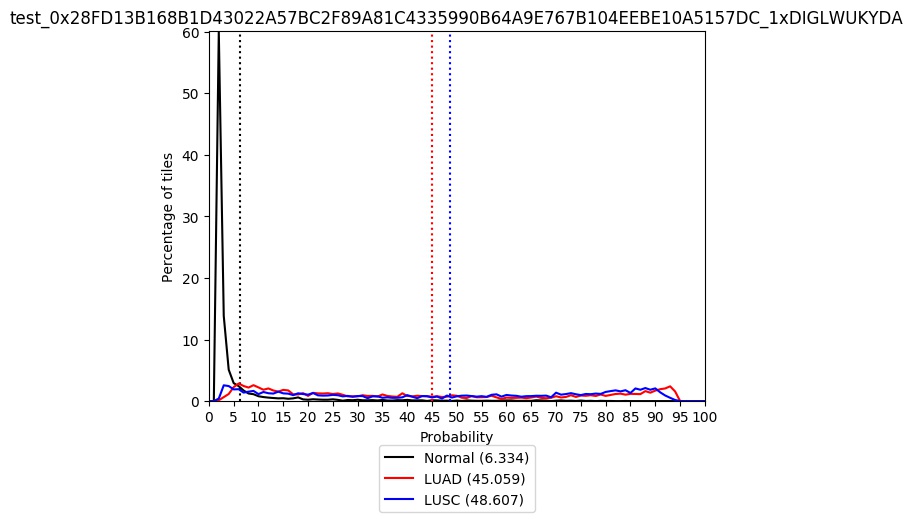 test_0x28FD13B168B1D43022A57BC2F89A81C4335990B64A9E767B104EEBE10A5157DC_1xDIGLWUKYDA
60
50
40
30
20
10
0
Percentage of tiles
0 5 10 15 20 25 30 35 40 45 50 55 60 65 70 75 80 85 90 95 100
Probability
Normal (6.334)
LUAD (45.059)
LUSC (48.607)